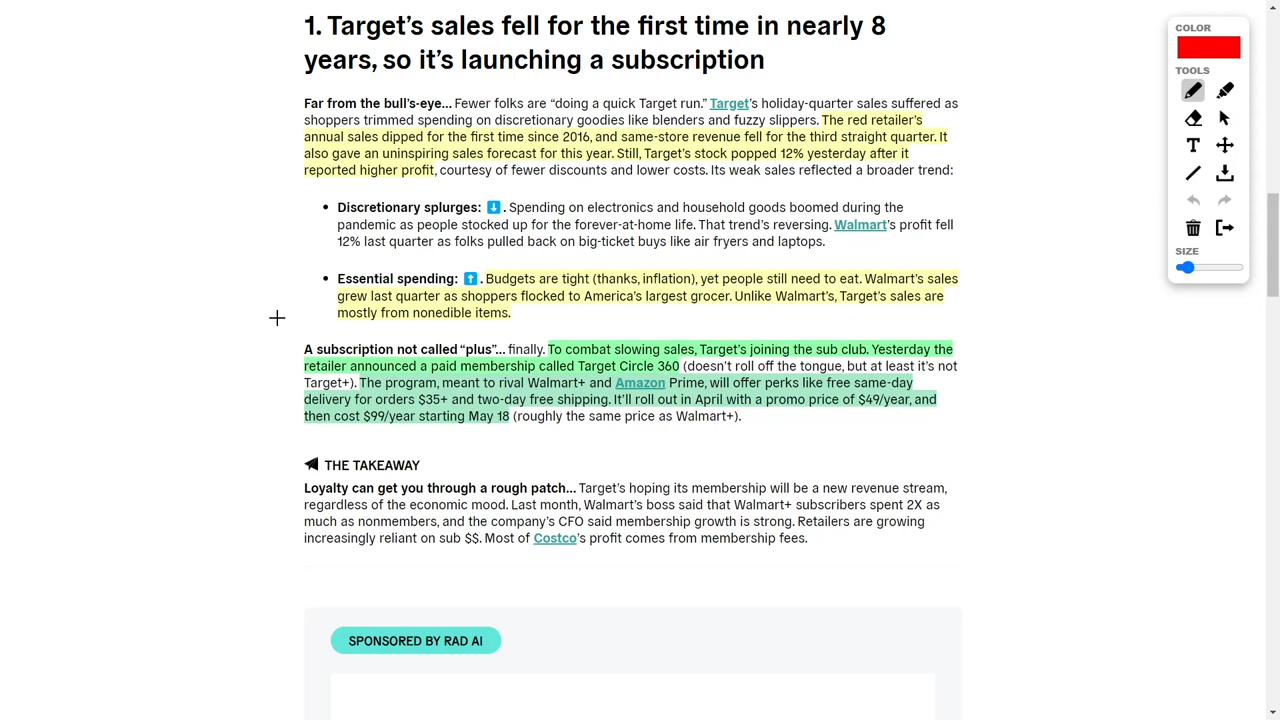 1. Target’s sales fell for the first time in nearly 8
years, so it’s launching a subscription
Far from the bull’s-eye... Fewer folks are “doing a quick Target run.” Target’s holiday-quarter sales suffered as
shoppers trimmed spending on discretionary goodies like blenders and fuzzy slippers. The red retailer’s
annual sales dipped for the first time since 2016, and same-store revenue fell for the third straight quarter. It
also gave an uninspiring sales forecast for this year. Still, Target’s stock popped 12% yesterday after it
reported higher profit, courtesy of fewer discounts and lower costs. Its weak sales reflected a broader trend:
• Discretionary splurges: ⬇️. Spending on electronics and household goods boomed during the
pandemic as people stocked up for the forever-at-home life. That trend’s reversing. Walmart’s profit fell
12% last quarter as folks pulled back on big-ticket buys like air fryers and laptops.
• Essential spending: ⬆️. Budgets are tight (thanks, inflation), yet people still need to eat. Walmart’s sales
grew last quarter as shoppers flocked to America’s largest grocer. Unlike Walmart’s, Target’s sales are
mostly from nonedible items.
A subscription not called “plus”... finally. To combat slowing sales, Target’s joining the sub club. Yesterday the
retailer announced a paid membership called Target Circle 360 (doesn’t roll off the tongue, but at least it’s not
Target+). The program, meant to rival Walmart+ and Amazon Prime, will offer perks like free same-day
delivery for orders $35+ and two-day free shipping. It’ll roll out in April with a promo price of $49/year, and
then cost $99/year starting May 18 (roughly the same price as Walmart+).
THE TAKEAWAY
Loyalty can get you through a rough patch... Target’s hoping its membership will be a new revenue stream,
regardless of the economic mood. Last month, Walmart’s boss said that Walmart+ subscribers spent 2X as
much as nonmembers, and the company’s CFO said membership growth is strong. Retailers are growing
increasingly reliant on sub $$. Most of Costco’s profit comes from membership fees.
SPONSORED BY RAD AI
COLOR
TOOLS
T
SIZE